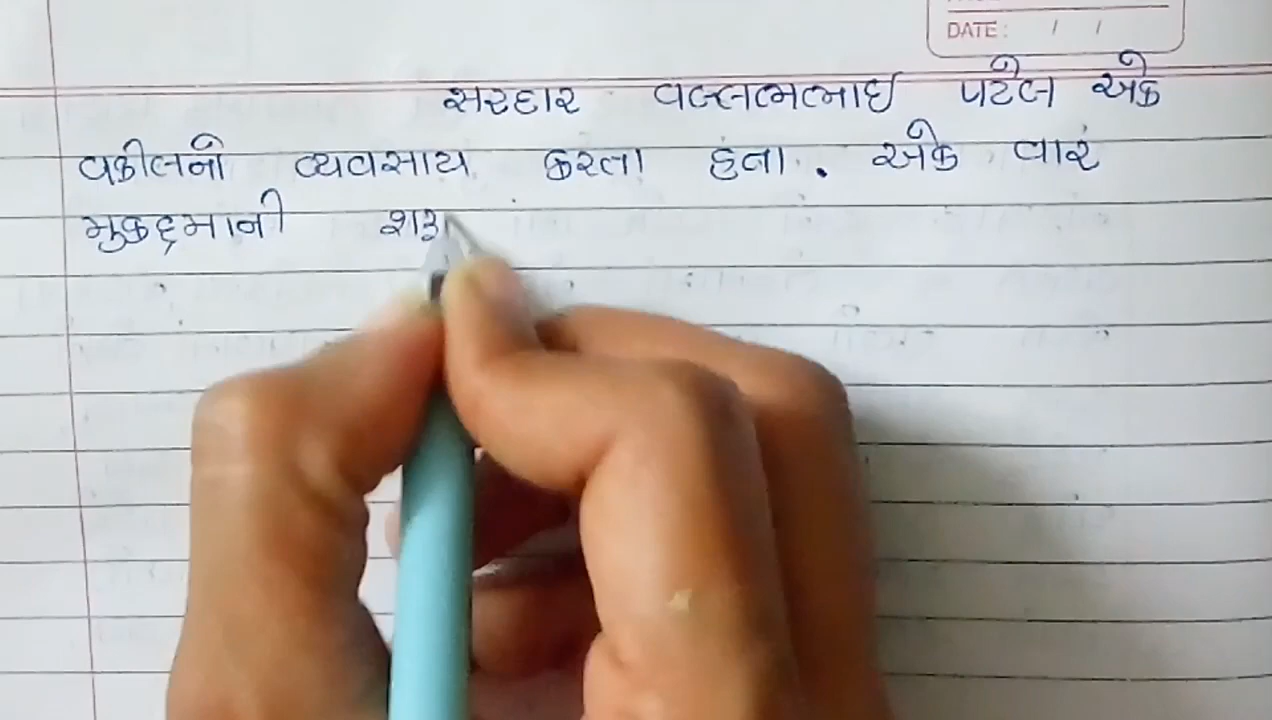 DATE: / /
સરદાર વલ્લભભાઈ પટેલ એક
વકીલનો વ્યવસાય કરતા હતા. એક વાર
મુકદ્દમાની